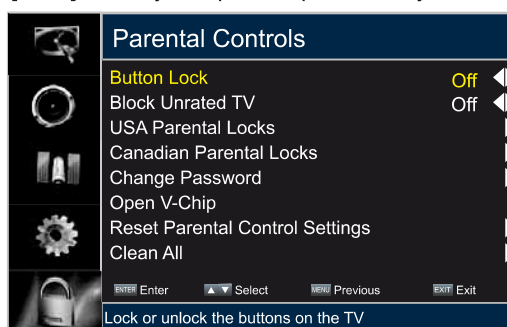 Parental Controls
Button Lock Off
Block Unrated TV Off
USA Parental Locks
Canadian Parental Locks
Change Password
Open V-Chip
Reset Parental Control Settings
Clean All
ENTER Enter ▲ ▼ Select MENU Previous EXIT Exit
Lock or unlock the buttons on the TV